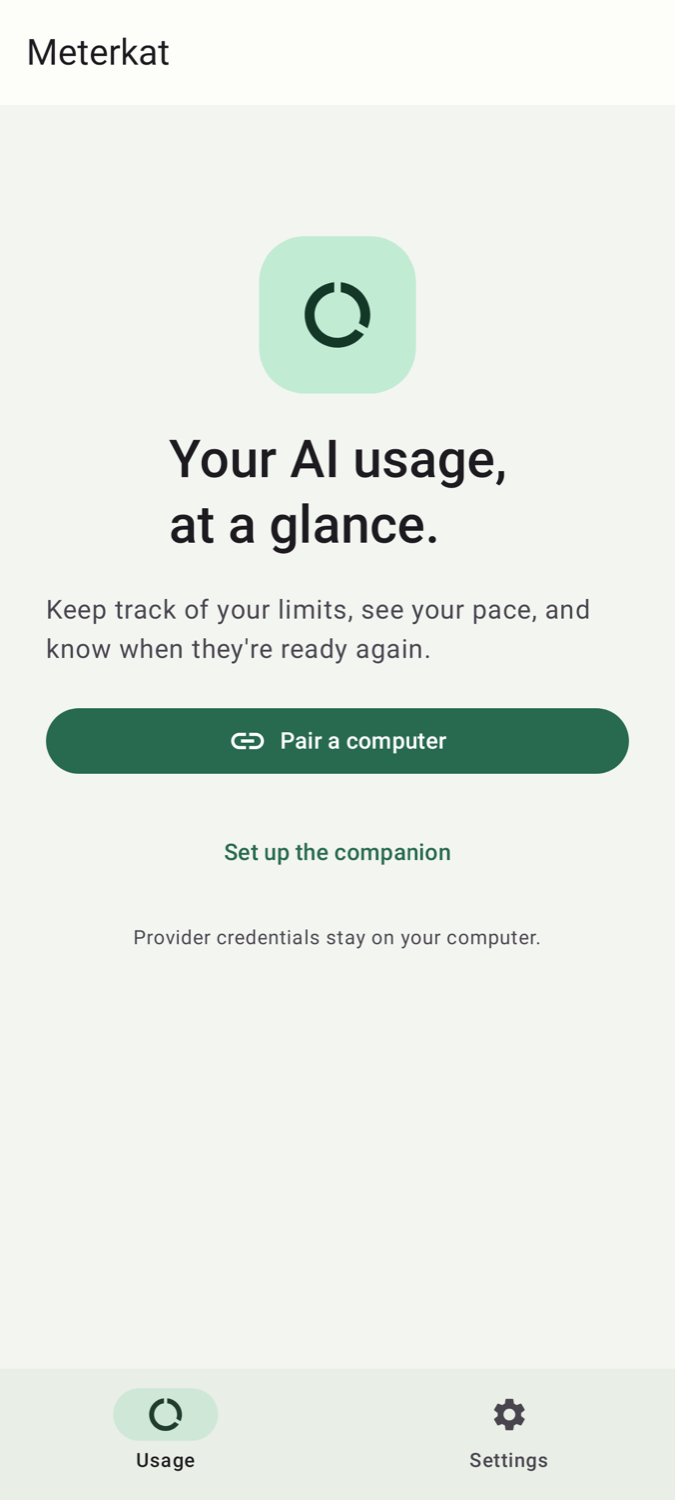 Meterkat
Your AI usage,
at a glance.
Keep track of your limits, see your pace, and
know when they're ready again.
Pair a computer
Set up the companion
Provider credentials stay on your computer.
Usage
Settings